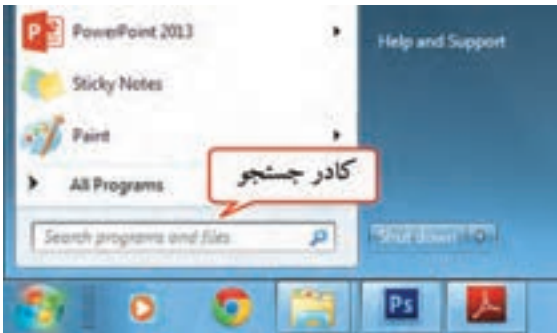 PowerPoint 2013
Help and Support
Sticky Notes
Paint
کادر جستجو
All Programs
Search programs and files
Shut down
Ps